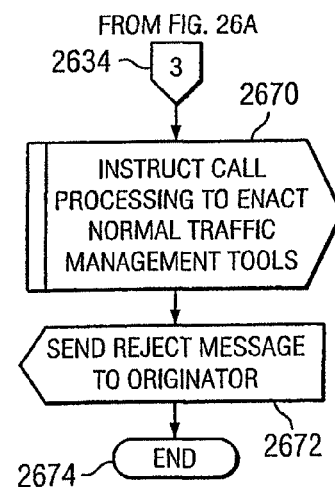 FROM FIG. 26A
2634
3
2670
INSTRUCT CALL
PROCESSING TO ENACT
NORMAL TRAFFIC
MANAGEMENT TOOLS
SEND REJECT MESSAGE
TO ORIGINATOR
2672
2674
END